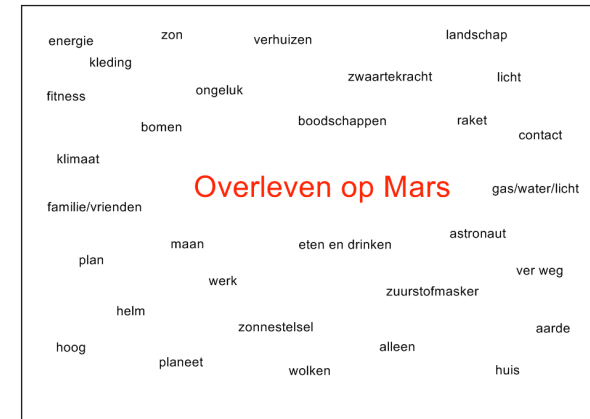 energie
zon
verhuizen
landschap
kleding
zwaartekracht
licht
fitness
ongeluk
bomen
boodschappen
raket
contact
klimaat
Overleven op Mars
gas/water/licht
familie/vrienden
maan
eten en drinken
astronaut
plan
werk
zuurstofmasker
ver weg
helm
zonnestelsel
aarde
hoog
planeet
wolken
alleen
huis